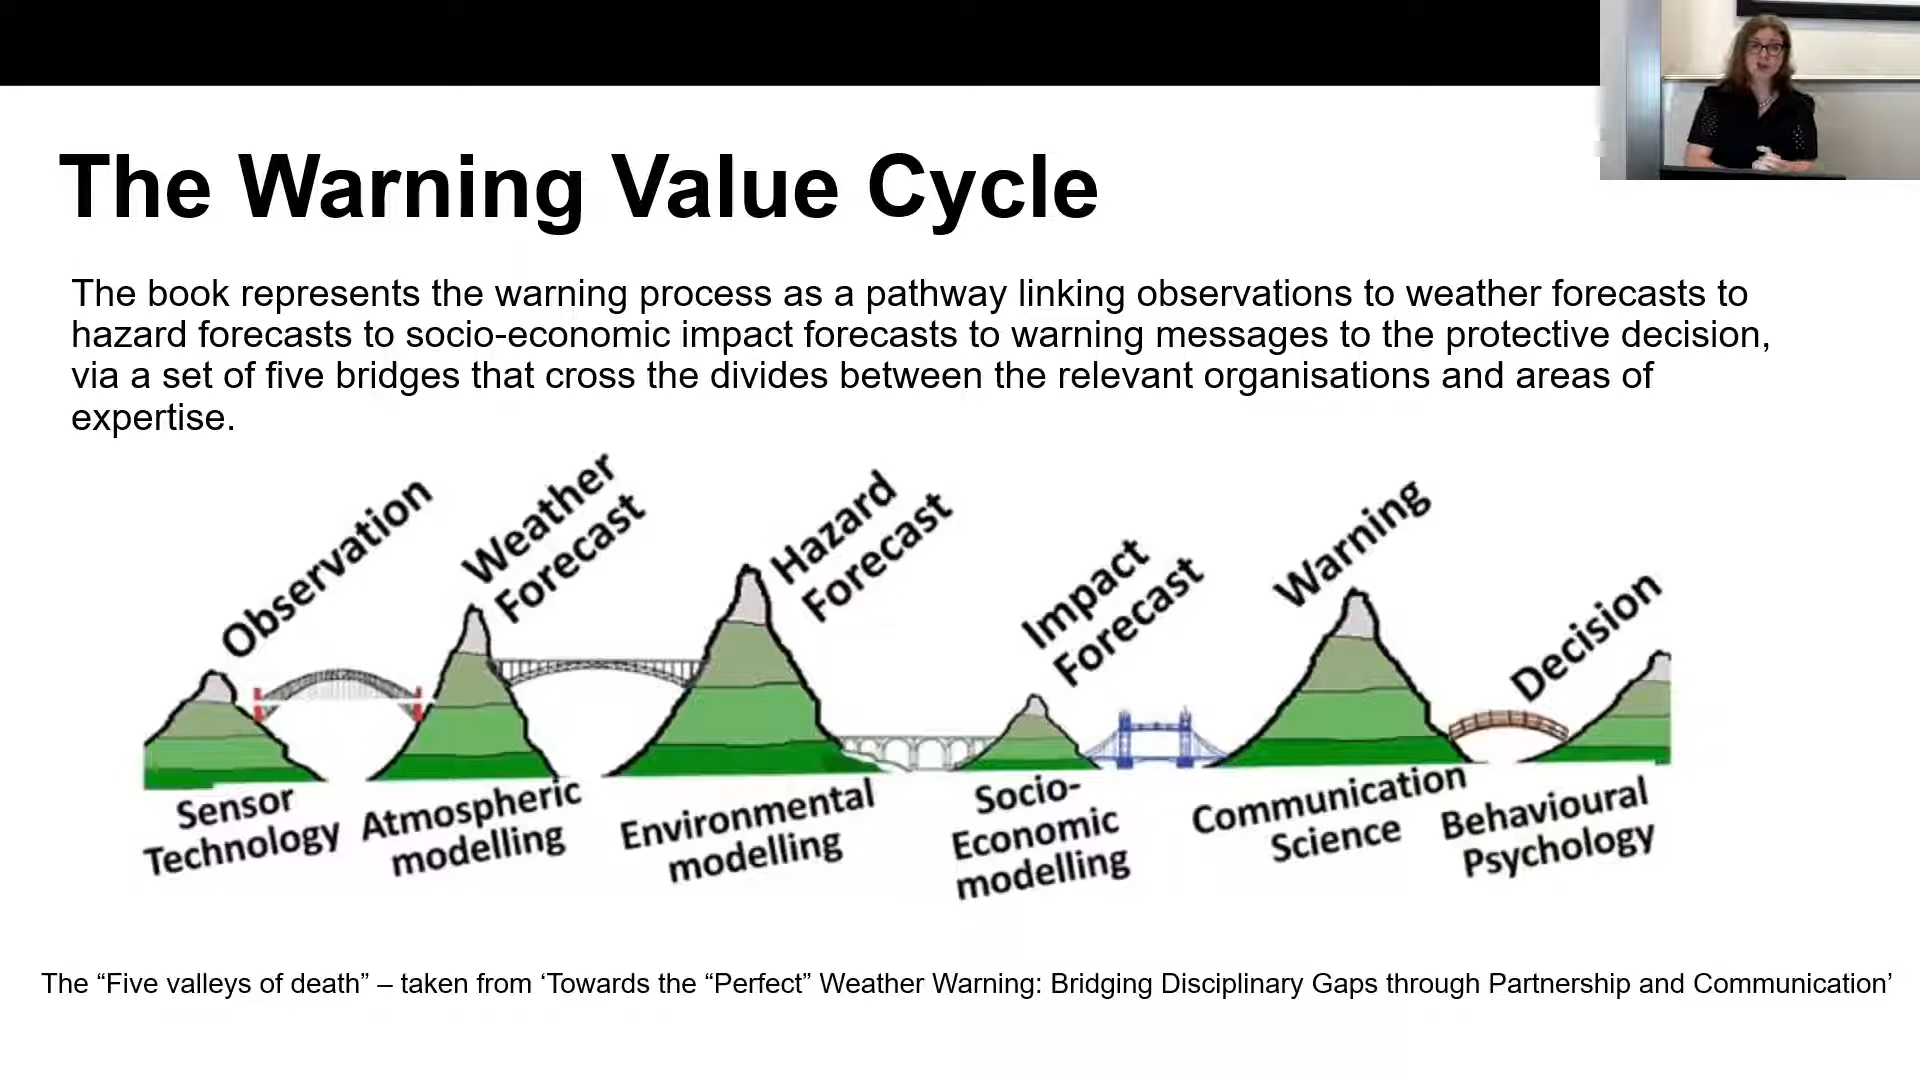 The Warning Value Cycle
The book represents the warning process as a pathway linking observations to weather forecasts to
hazard forecasts to socio-economic impact forecasts to warning messages to the protective decision,
via a set of five bridges that cross the divides between the relevant organisations and areas of
expertise.
Observation
Weather
Forecast
Hazard
Forecast
Impact
Forecast
Warning
Decision
Sensor
Technology
Atmospheric
modelling
Environmental
modelling
Socio-
Economic
modelling
Communication
Science
Behavioural
Psychology
The “Five valleys of death” – taken from ‘Towards the “Perfect” Weather Warning: Bridging Disciplinary Gaps through Partnership and Communication’